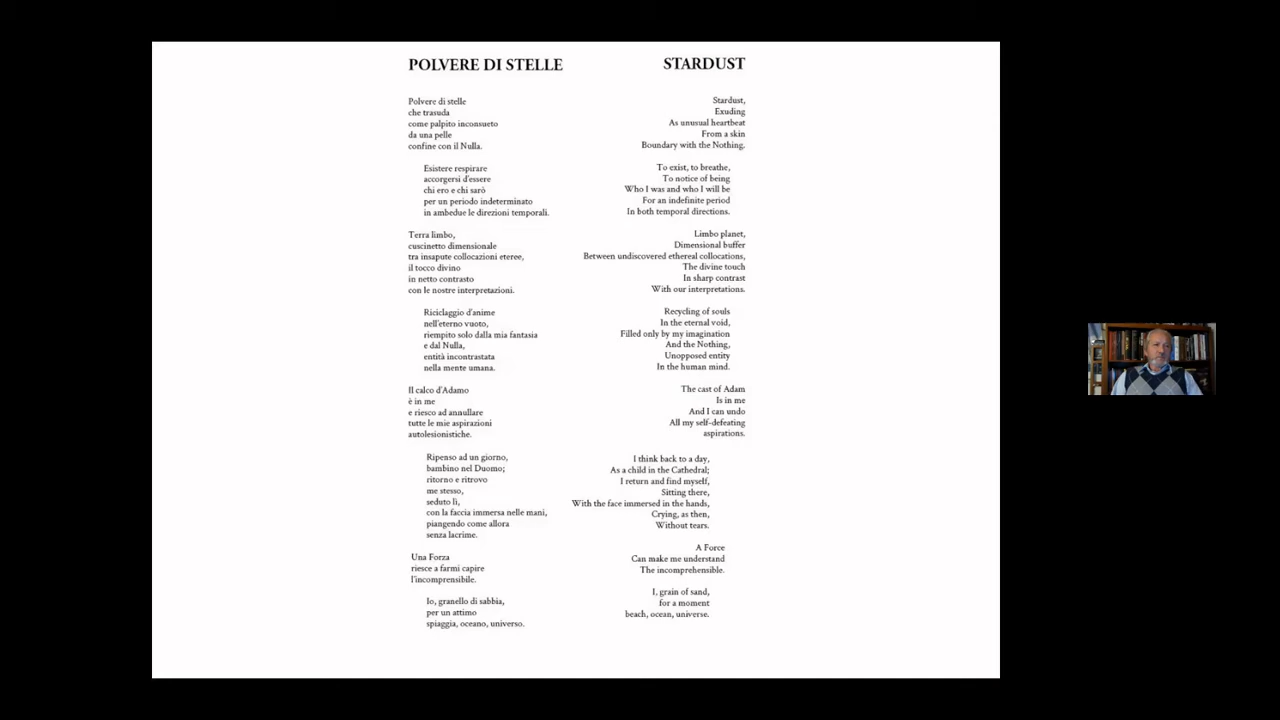 POLVERE DI STELLE
Polvere di stelle
che trasuda
come palpito inconsueto
da una pelle
confine con il Nulla.
Esistere respirare
accorgersi d'essere
chi ero e chi sarò
per un periodo indeterminato
in ambedue le direzioni temporali.
Terra limbo,
cuscinetto dimensionale
tra insapute collocazioni eteree,
il tocco divino
in netto contrasto
con le nostre interpretazioni.
Riciclaggio d'anime
nell'eterno vuoto,
riempito solo dalla mia fantasia
e dal Nulla,
entità incontrastata
nella mente umana.
Il calco d'Adamo
è in me
e riesco ad annullare
tutte le mie aspirazioni
autolesionistiche.
Ripenso ad un giorno,
bambino nel Duomo;
ritorno e ritrovo
me stesso,
seduto lì,
con la faccia immersa nelle mani,
piangendo come allora
senza lacrime.
Una Forza
riesce a farmi capire
l'incomprensibile.
Io, granello di sabbia,
per un attimo
spiaggia, oceano, universo.
STARDUST
Stardust,
Exuding
As unusual heartbeat
From a skin
Boundary with the Nothing.
To exist, to breathe,
To notice of being
Who I was and who I will be
For an indefinite period
In both temporal directions.
Limbo planet,
Dimensional buffer
Between undiscovered ethereal collocations,
The divine touch
In sharp contrast
With our interpretations.
Recycling of souls
In the eternal void,
Filled only by my imagination
And the Nothing,
Unopposed entity
In the human mind.
The cast of Adam
Is in me
And I can undo
All my self-defeating
aspirations.
I think back to a day,
As a child in the Cathedral;
I return and find myself,
Sitting there,
With the face immersed in the hands,
Crying, as then,
Without tears.
A Force
Can make me understand
The incomprehensible.
I, grain of sand,
for a moment
beach, ocean, universe.